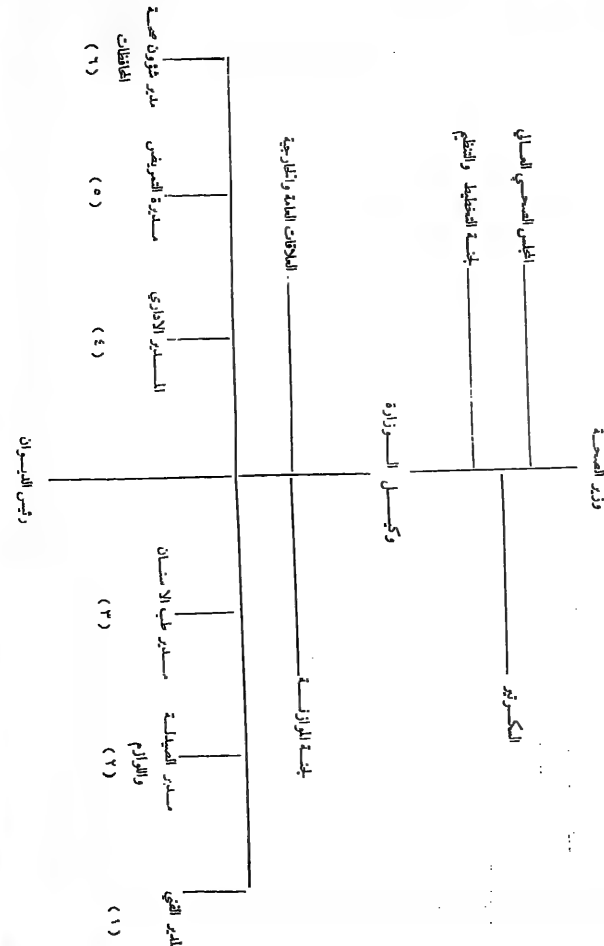 وزير الصحة
المجلس الصحي العالي
السكرتير
لجنة التخطيط والتنظيم
وكيل الوزارة
العلاقات العامة والخارجية
لجنة الموازنة
المدير الفني
(١)
مدير الصيدلة
واللوازم
(٢)
مدير طب الاسنان
(٣)
المدير الاداري
(٤)
مديرة التمريض
(٥)
مدير شؤون صحة
المحافظات
(٦)
رئيس الديوان